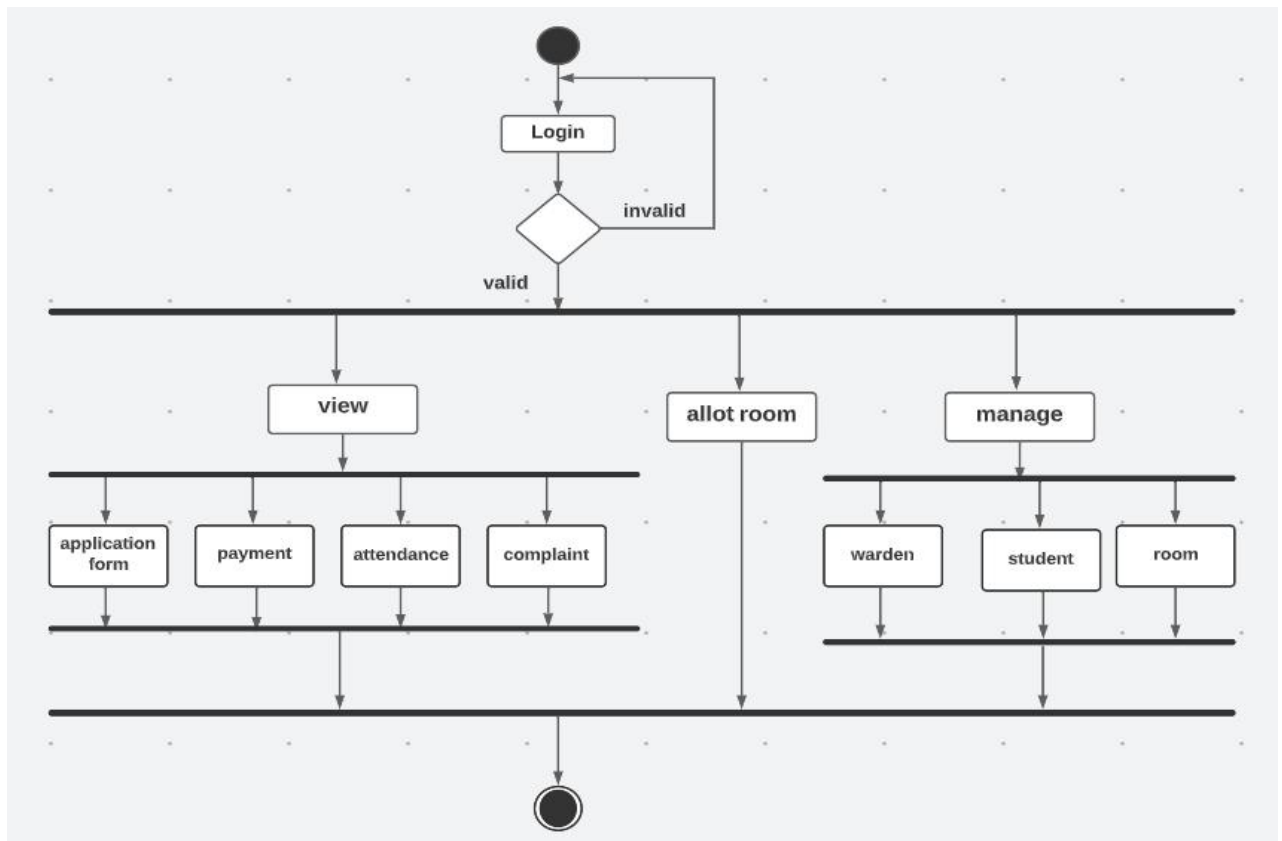 Login
invalid
valid
view
allot room
manage
application
form
payment
attendance
complaint
warden
student
room